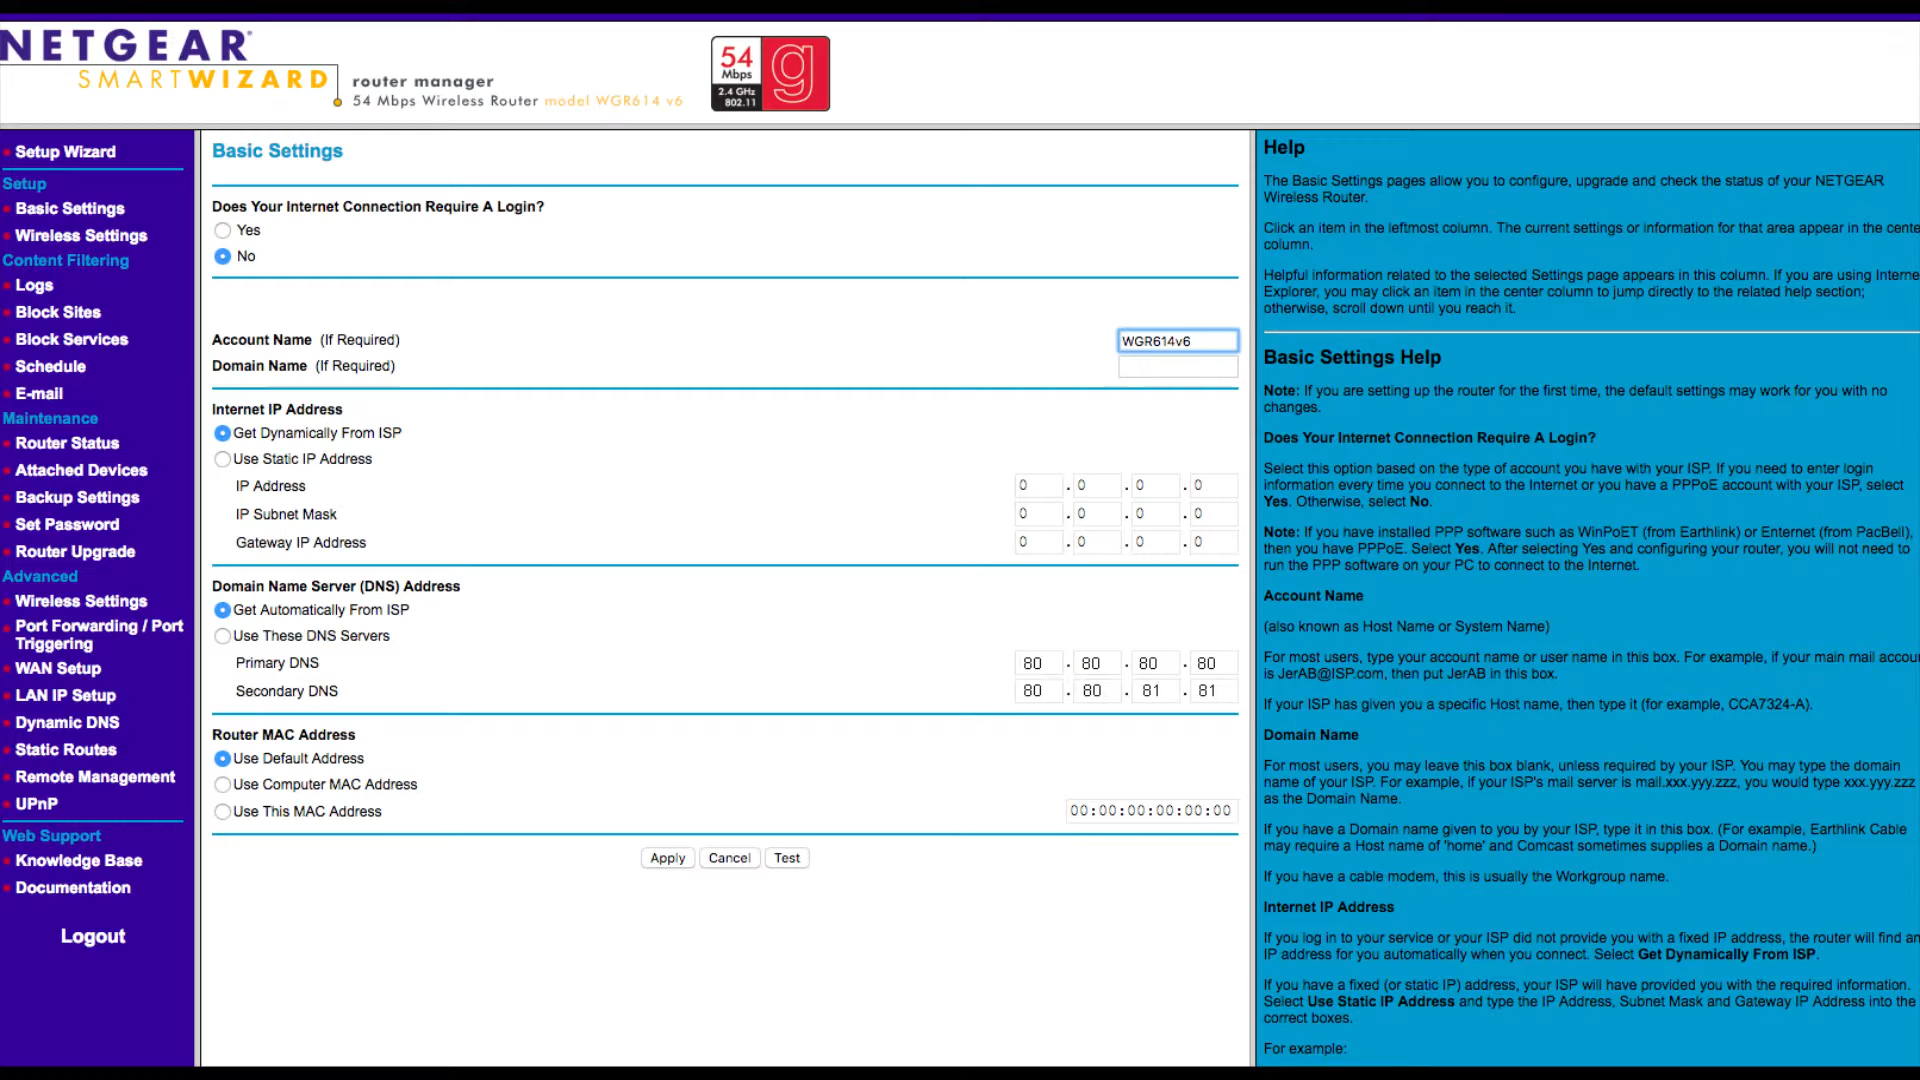 NETGEAR
SMARTWIZARD
router manager
54 Mbps Wireless Router model WGR614 v6
54
Mbps
2.4 GHz
802.11
g
Setup Wizard
Setup
Basic Settings
Wireless Settings
Content Filtering
Logs
Block Sites
Block Services
Schedule
E-mail
Maintenance
Router Status
Attached Devices
Backup Settings
Set Password
Router Upgrade
Advanced
Wireless Settings
Port Forwarding / Port
Triggering
WAN Setup
LAN IP Setup
Dynamic DNS
Static Routes
Remote Management
UPnP
Web Support
Knowledge Base
Documentation
Logout
Basic Settings
Does Your Internet Connection Require A Login?
Yes
No
Account Name (If Required) WGR614v6
Domain Name (If Required)
Internet IP Address
Get Dynamically From ISP
Use Static IP Address
IP Address 0 . 0 . 0 . 0
IP Subnet Mask 0 . 0 . 0 . 0
Gateway IP Address 0 . 0 . 0 . 0
Domain Name Server (DNS) Address
Get Automatically From ISP
Use These DNS Servers
Primary DNS 80 . 80 . 80 . 80
Secondary DNS 80 . 80 . 81 . 81
Router MAC Address
Use Default Address
Use Computer MAC Address
Use This MAC Address 00:00:00:00:00:00
Apply Cancel Test
Help
The Basic Settings pages allow you to configure, upgrade and check the status of your NETGEAR
Wireless Router.
Click an item in the leftmost column. The current settings or information for that area appear in the cente
column.
Helpful information related to the selected Settings page appears in this column. If you are using Interne
Explorer, you may click an item in the center column to jump directly to the related help section;
otherwise, scroll down until you reach it.
Basic Settings Help
Note: If you are setting up the router for the first time, the default settings may work for you with no
changes.
Does Your Internet Connection Require A Login?
Select this option based on the type of account you have with your ISP. If you need to enter login
information every time you connect to the Internet or you have a PPPoE account with your ISP, select
Yes. Otherwise, select No.
Note: If you have installed PPP software such as WinPoET (from Earthlink) or Enternet (from PacBell),
then you have PPPoE. Select Yes. After selecting Yes and configuring your router, you will not need to
run the PPP software on your PC to connect to the Internet.
Account Name
(also known as Host Name or System Name)
For most users, type your account name or user name in this box. For example, if your main mail accou
is JerAB@ISP.com, then put JerAB in this box.
If your ISP has given you a specific Host name, then type it (for example, CCA7324-A).
Domain Name
For most users, you may leave this box blank, unless required by your ISP. You may type the domain
name of your ISP. For example, if your ISP's mail server is mail.xxx.yyy.zzz, you would type xxx.yyy.zzz
as the Domain Name.
If you have a Domain name given to you by your ISP, type it in this box. (For example, Earthlink Cable
may require a Host name of 'home' and Comcast sometimes supplies a Domain name.)
If you have a cable modem, this is usually the Workgroup name.
Internet IP Address
If you log in to your service or your ISP did not provide you with a fixed IP address, the router will find an
IP address for you automatically when you connect. Select Get Dynamically From ISP.
If you have a fixed (or static IP) address, your ISP will have provided you with the required information.
Select Use Static IP Address and type the IP Address, Subnet Mask and Gateway IP Address into the
correct boxes.
For example: